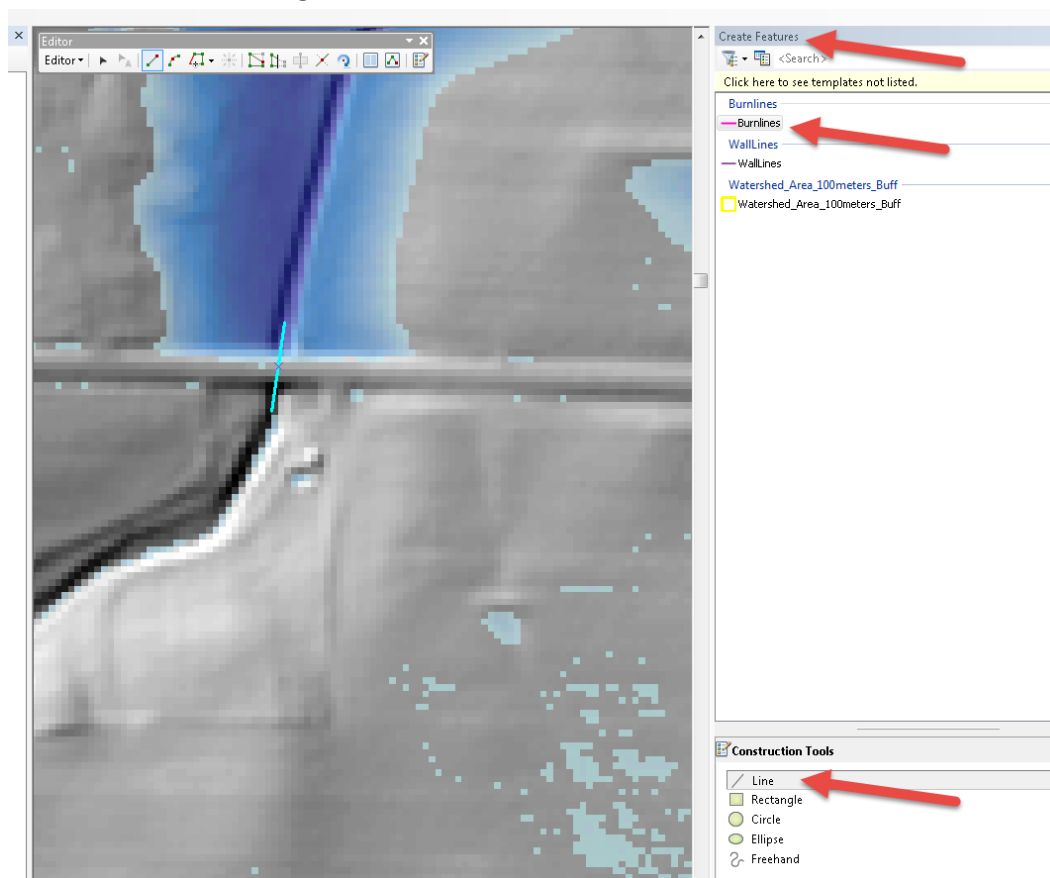 Editor
Editor
Create Features
<Search>
Click here to see templates not listed.
Burnlines
Burnlines
WallLines
WallLines
Watershed_Area_100meters_Buff
Watershed_Area_100meters_Buff
Construction Tools
Line
Rectangle
Circle
Ellipse
Freehand